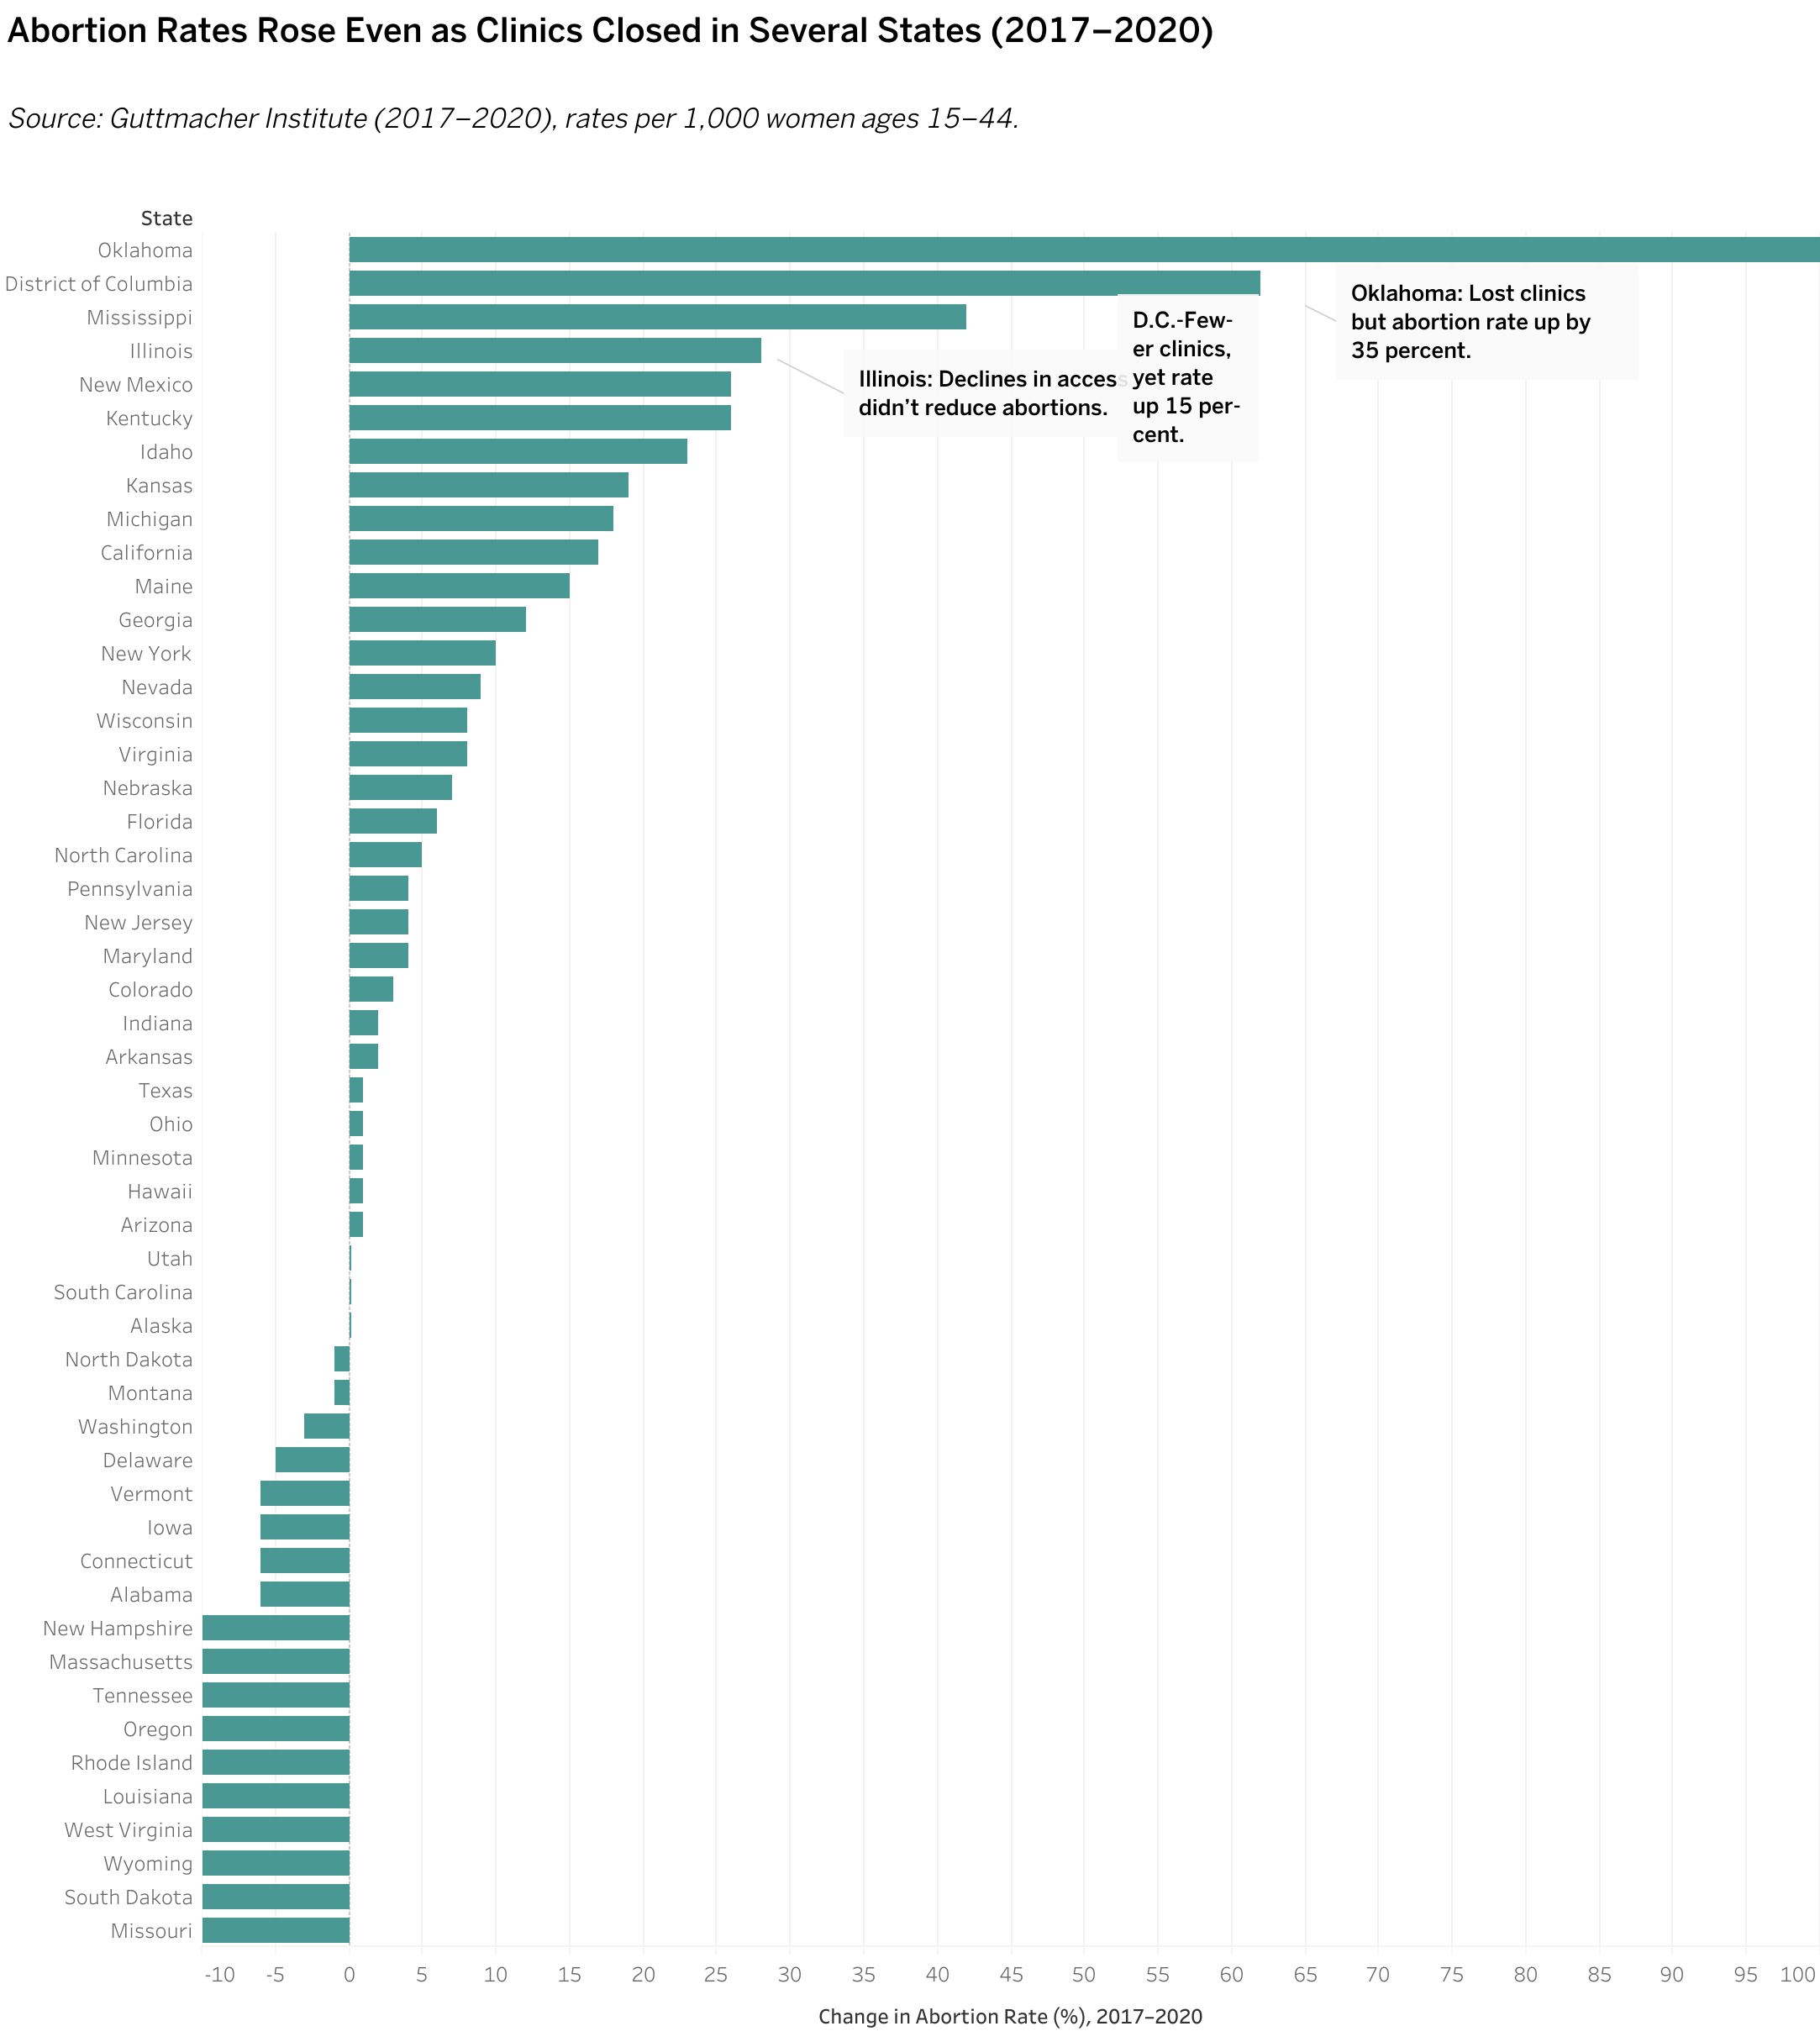 Abortion Rates Rose Even as Clinics Closed in Several States (2017–2020)
Source: Guttmacher Institute (2017–2020), rates per 1,000 women ages 15–44.
State
Oklahoma
District of Columbia
Mississippi
Illinois
New Mexico
Kentucky
Idaho
Kansas
Michigan
California
Maine
Georgia
New York
Nevada
Wisconsin
Virginia
Nebraska
Florida
North Carolina
Pennsylvania
New Jersey
Maryland
Colorado
Indiana
Arkansas
Texas
Ohio
Minnesota
Hawaii
Arizona
Utah
South Carolina
Alaska
North Dakota
Montana
Washington
Delaware
Vermont
Iowa
Connecticut
Alabama
New Hampshire
Massachusetts
Tennessee
Oregon
Rhode Island
Louisiana
West Virginia
Wyoming
South Dakota
Missouri
Oklahoma: Lost clinics
but abortion rate up by
35 percent.
D.C.-Few-
er clinics,
yet rate
up 15 per-
cent.
Illinois: Declines in access
didn’t reduce abortions.
-10 -5 0 5 10 15 20 25 30 35 40 45 50 55 60 65 70 75 80 85 90 95 100
Change in Abortion Rate (%), 2017–2020